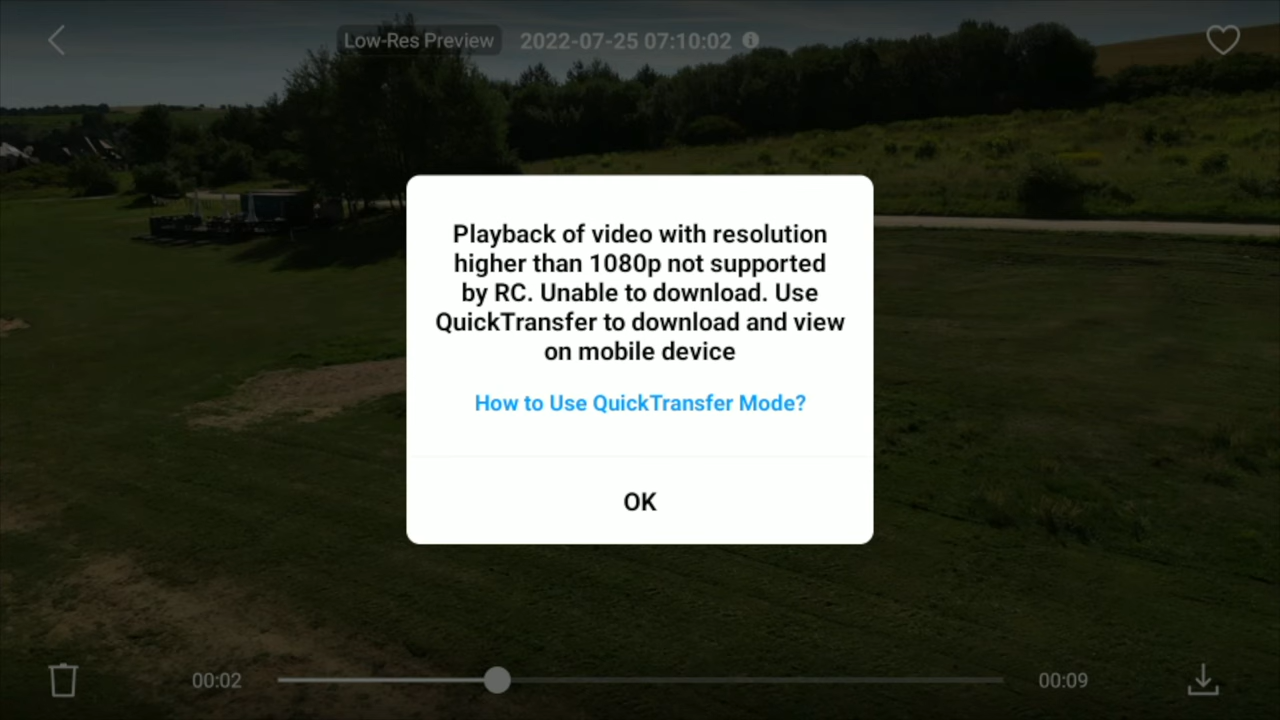 Low-Res Preview 2022-07-25 07:10:02
Playback of video with resolution
higher than 1080p not supported
by RC. Unable to download. Use
QuickTransfer to download and view
on mobile device
How to Use QuickTransfer Mode?
OK
00:02 00:09